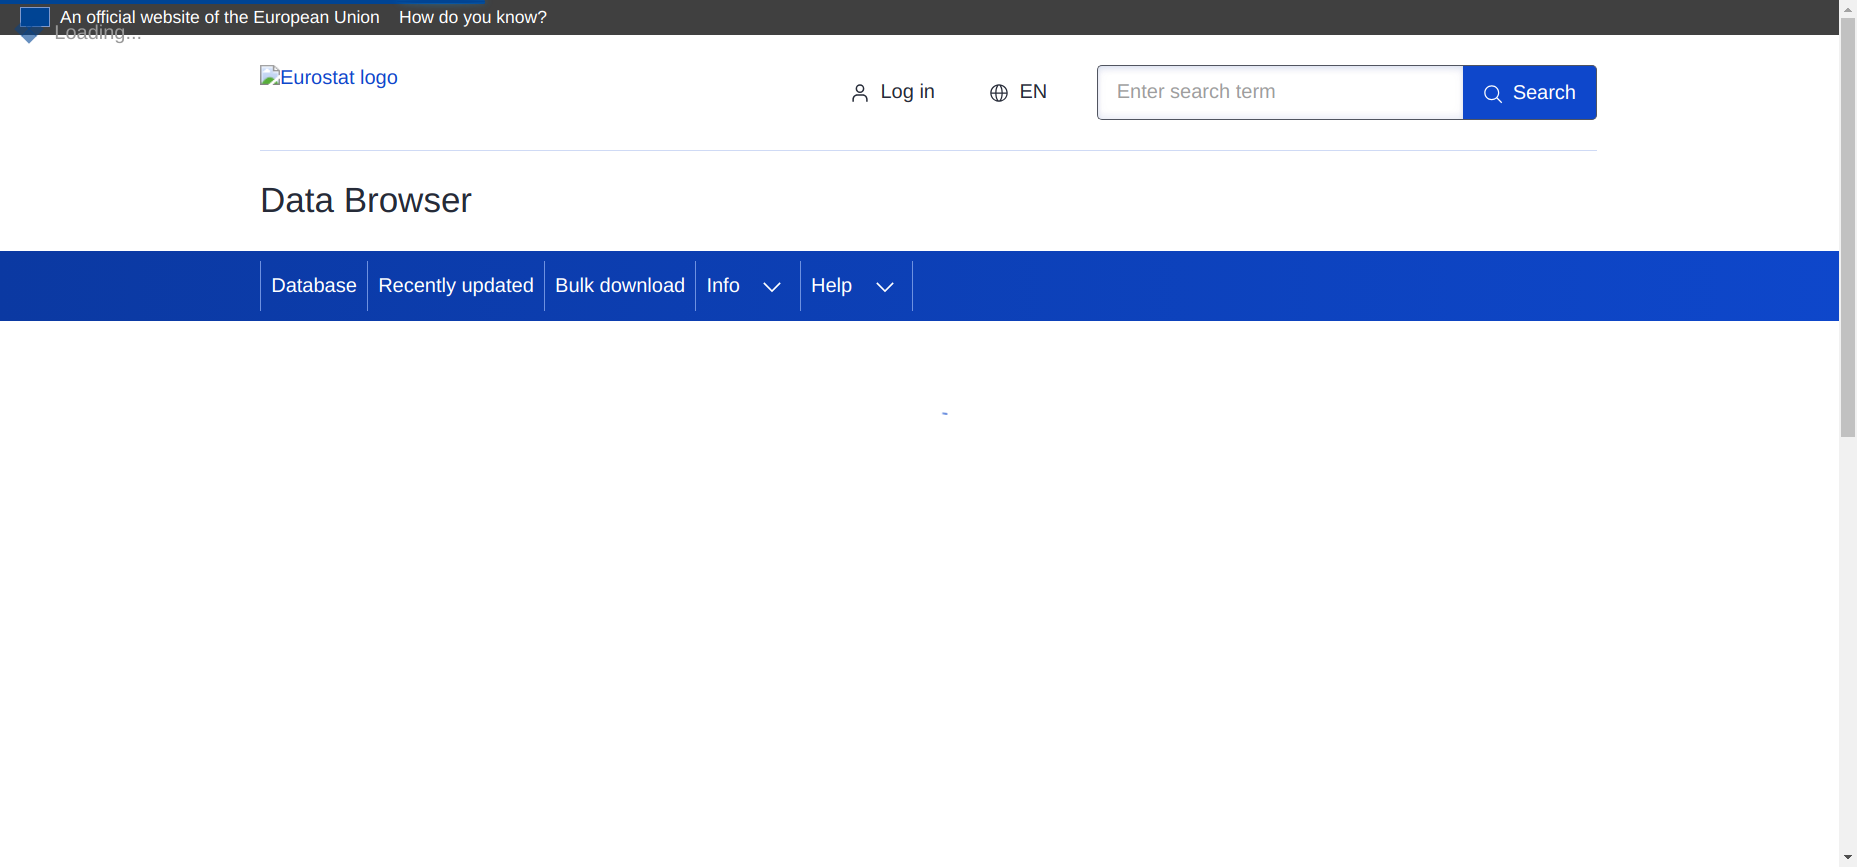 An official website of the European Union How do you know?
Loading...
Eurostat logo
Log in
EN
Enter search term
Search
Data Browser
Database
Recently updated
Bulk download
Info
Help